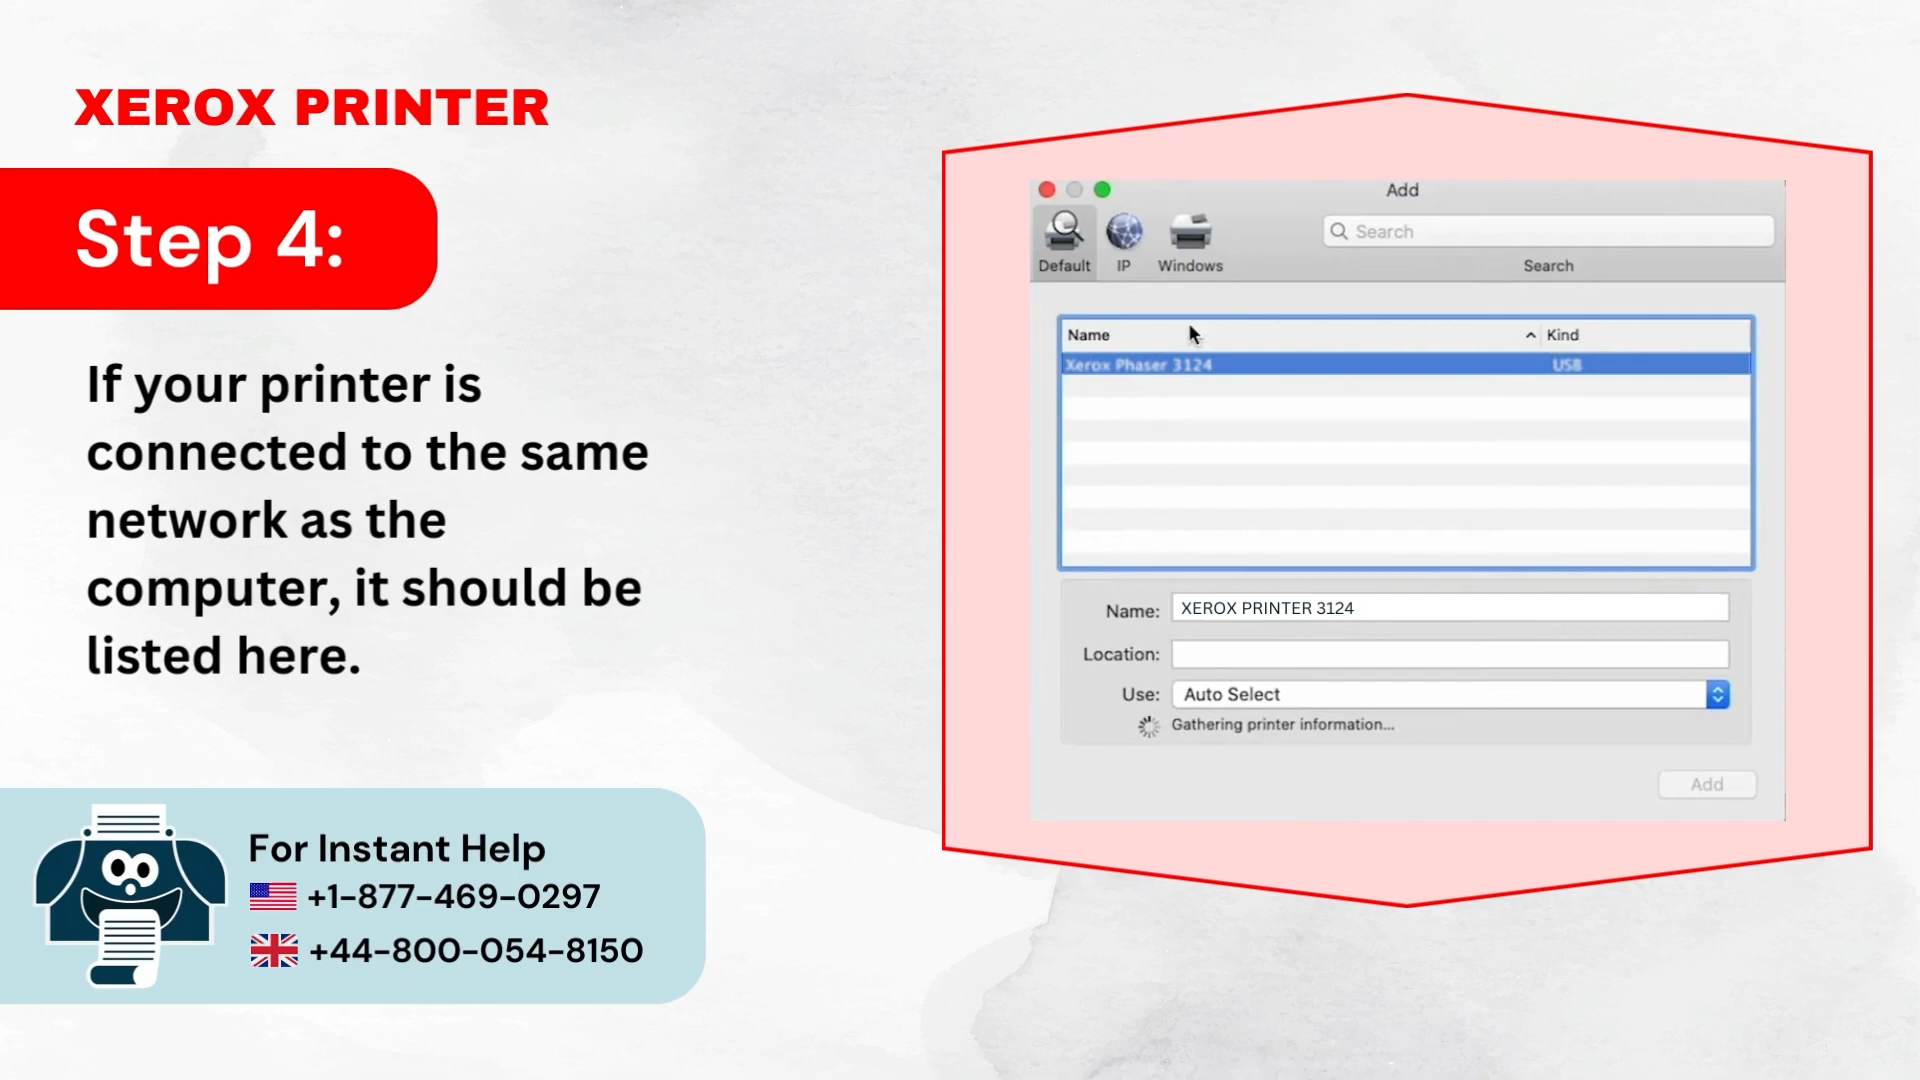 XEROX PRINTER
Step 4:
If your printer is
connected to the same
network as the
computer, it should be
listed here.
For Instant Help
+1-877-469-0297
+44-800-054-8150
Add
Search
Default IP Windows Search
Name Kind
Xerox Phaser 3124 USB
Name: XEROX PRINTER 3124
Location:
Use: Auto Select
Gathering printer information...
Add